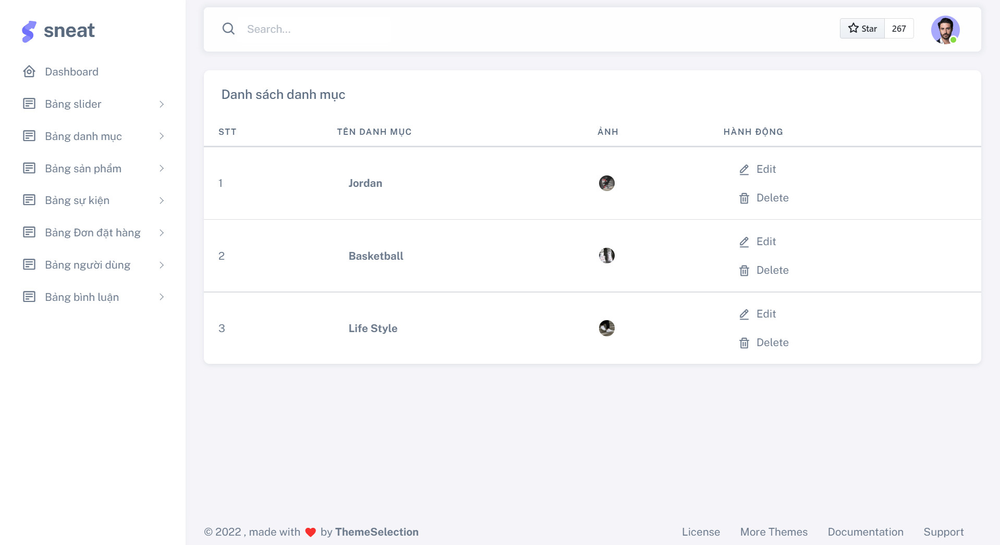 sneat
Dashboard
Bảng slider
Bảng danh mục
Bảng sản phẩm
Bảng sự kiện
Bảng Đơn đặt hàng
Bảng người dùng
Bảng bình luận
Search...
Star 267
Danh sách danh mục
STT TÊN DANH MỤC ẢNH HÀNH ĐỘNG
1 Jordan Edit
Delete
2 Basketball Edit
Delete
3 Life Style Edit
Delete
© 2022 , made with ❤️ by ThemeSelection
License More Themes Documentation Support